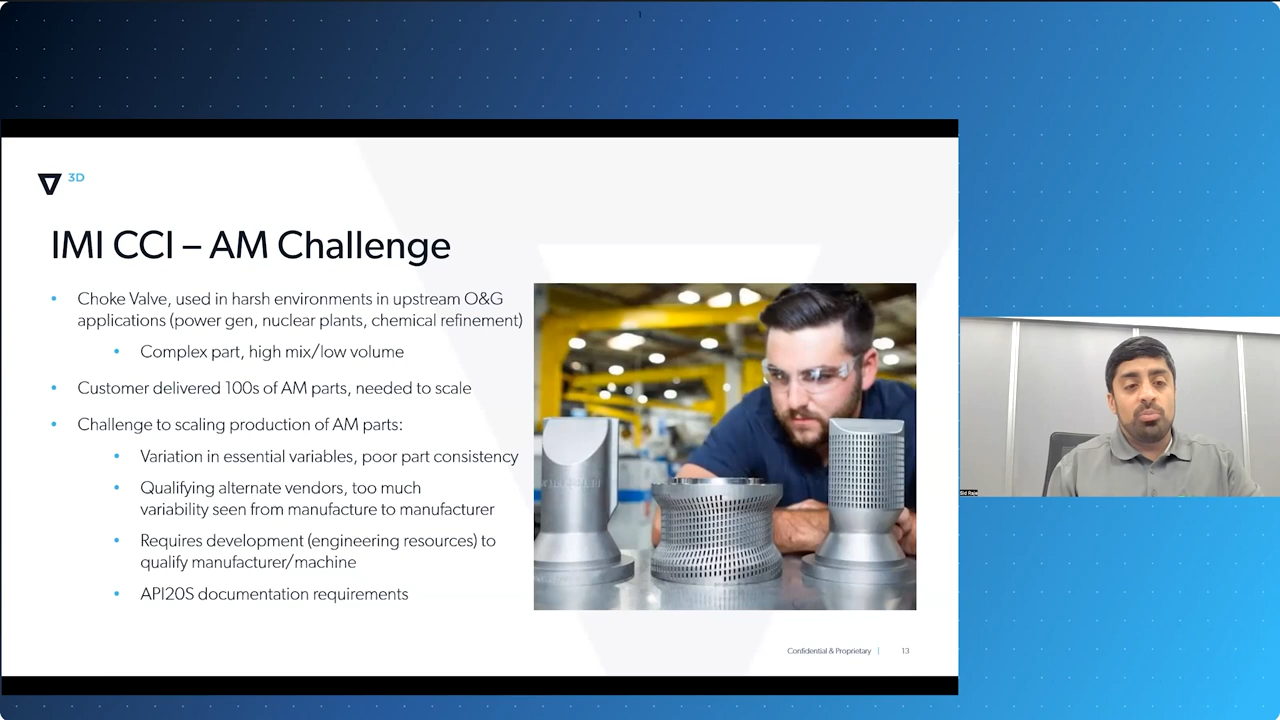 1
3D
IMI CCI – AM Challenge
• Choke Valve, used in harsh environments in upstream O&G
applications (power gen, nuclear plants, chemical refinement)
• Complex part, high mix/low volume
• Customer delivered 100s of AM parts, needed to scale
• Challenge to scaling production of AM parts:
• Variation in essential variables, poor part consistency
• Qualifying alternate vendors, too much
variability seen from manufacture to manufacturer
• Requires development (engineering resources) to
qualify manufacturer/machine
• API20S documentation requirements
Confidential & Proprietary | 13
Sid Raje